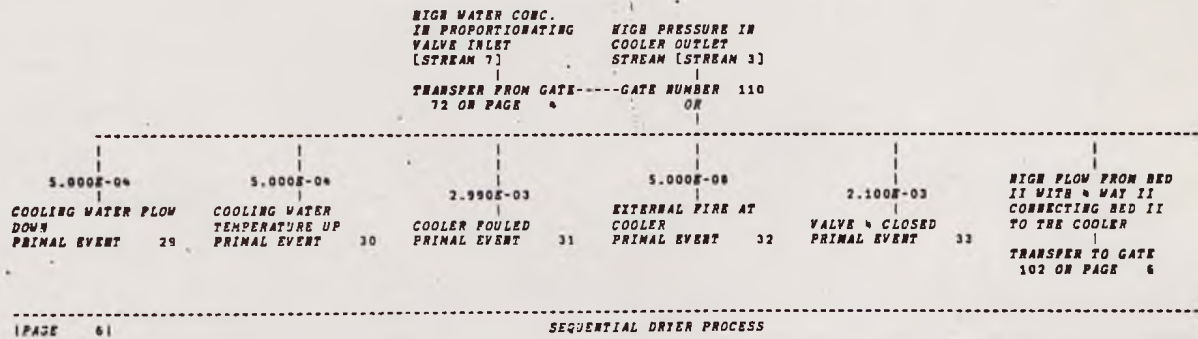 HIGH WATER CONC.
IN PROPORTIONATING
VALVE INLET
[STREAM 7]
HIGH PRESSURE IN
COOLER OUTLET
STREAM [STREAM 3]
TRANSFER FROM GATE-----GATE NUMBER 110
72 ON PAGE 4
OR
5.000E-04
COOLING WATER FLOW
DOWN
PRIMAL EVENT 29
5.000E-04
COOLING WATER
TEMPERATURE UP
PRIMAL EVENT 30
2.990E-03
COOLER FOULED
PRIMAL EVENT 31
5.000E-08
EXTERNAL FIRE AT
COOLER
PRIMAL EVENT 32
2.100E-03
VALVE 4 CLOSED
PRIMAL EVENT 33
HIGH FLOW FROM BED
II WITH 4 WAY II
CONNECTING BED II
TO THE COOLER
TRANSFER TO GATE
102 ON PAGE 6
|PAGE 6|
SEQUENTIAL DRYER PROCESS